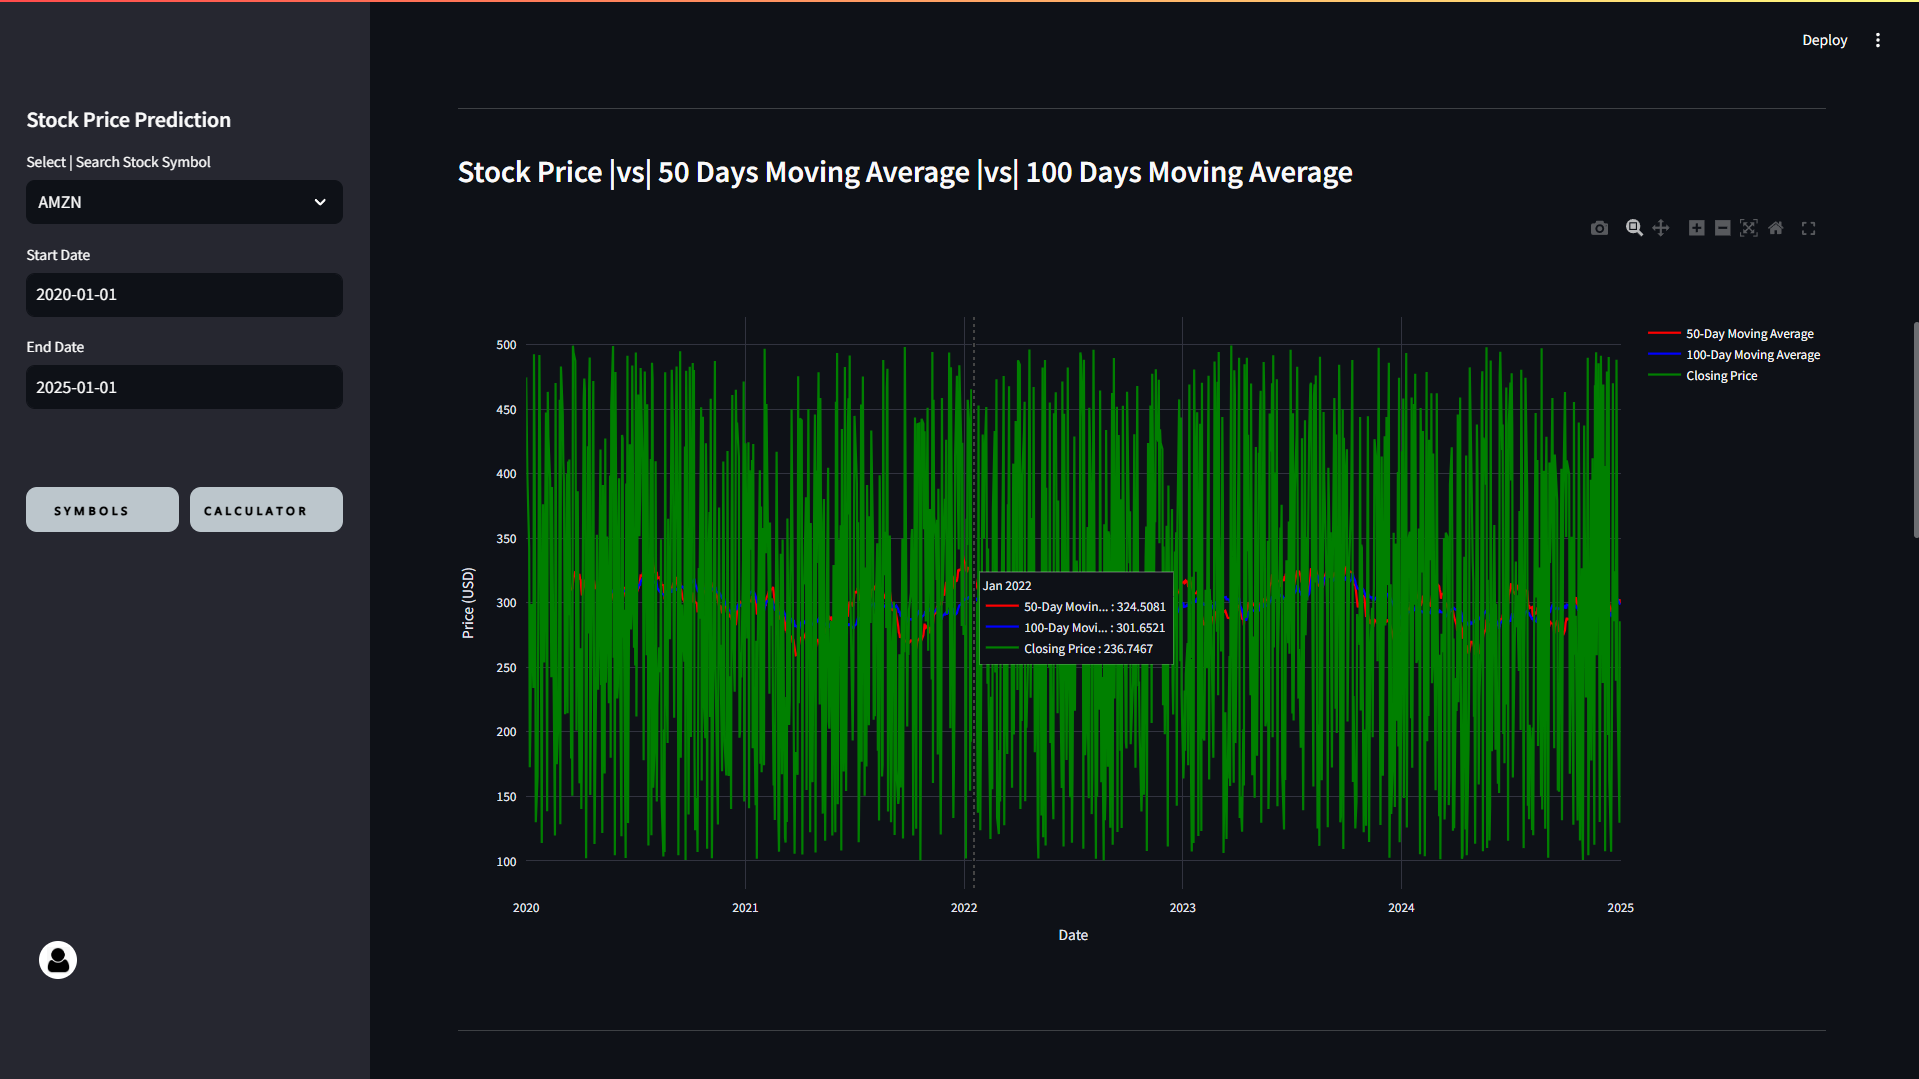 Deploy
Stock Price Prediction
Select | Search Stock Symbol
AMZN
Start Date
2020-01-01
End Date
2025-01-01
SYMBOLS
CALCULATOR
Stock Price |vs| 50 Days Moving Average |vs| 100 Days Moving Average
50-Day Moving Average
100-Day Moving Average
Closing Price
Price (USD)
500
450
400
350
300
250
200
150
100
Jan 2022
50-Day Movin... : 324.5081
100-Day Movi... : 301.6521
Closing Price : 236.7467
2020
2021
2022
2023
2024
2025
Date